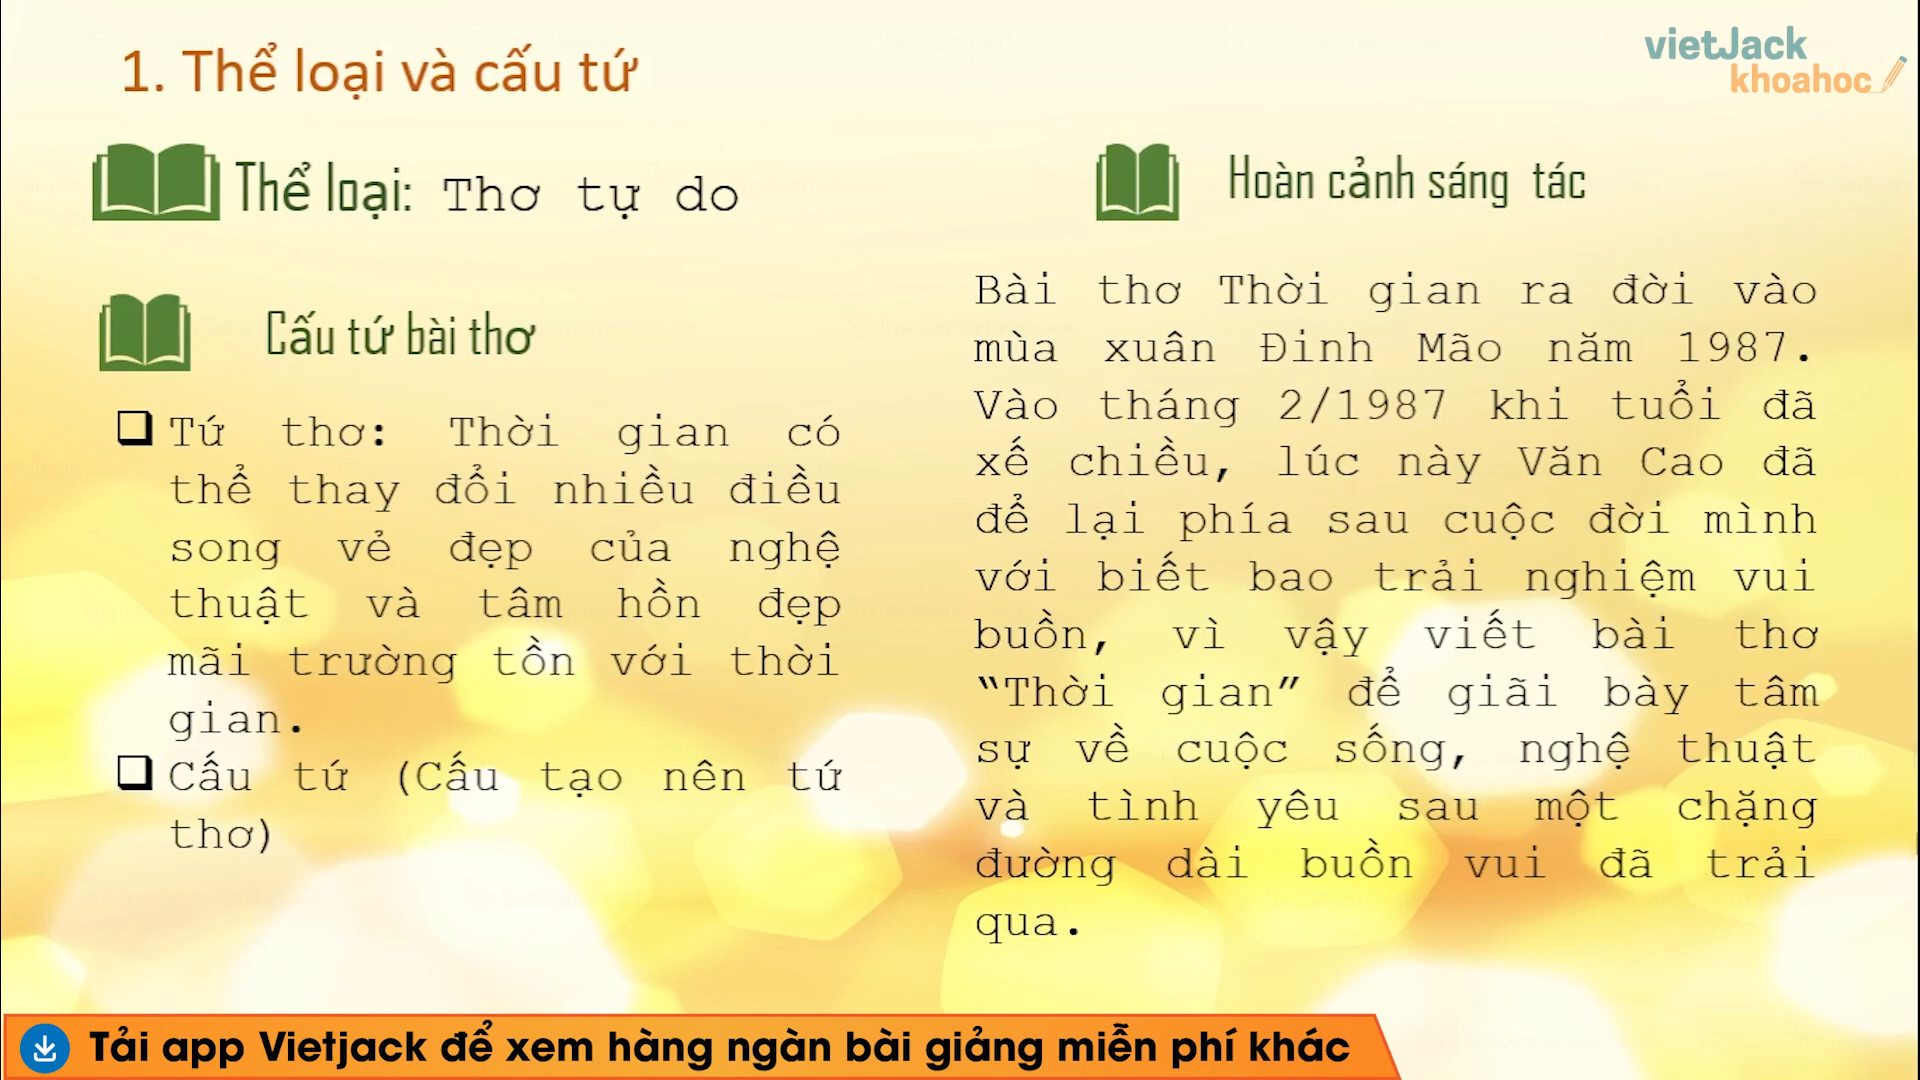 1. Thể loại và cấu tứ
vietJack
khoahoc
Thể loại: Thơ tự do
Cấu tứ bài thơ
Tứ thơ: Thời gian có
thể thay đổi nhiều điều
song vẻ đẹp của nghệ
thuật và tâm hồn đẹp
mãi trường tồn với thời
gian.
Cấu tứ (Cấu tạo nên tứ
thơ)
Hoàn cảnh sáng tác
Bài thơ Thời gian ra đời vào
mùa xuân Đinh Mão năm 1987.
Vào tháng 2/1987 khi tuổi đã
xế chiều, lúc này Văn Cao đã
để lại phía sau cuộc đời mình
với biết bao trải nghiệm vui
buồn, vì vậy viết bài thơ
“Thời gian” để giãi bày tâm
sự về cuộc sống, nghệ thuật
và tình yêu sau một chặng
đường dài buồn vui đã trải
qua.
Tải app Vietjack để xem hàng ngàn bài giảng miễn phí khác